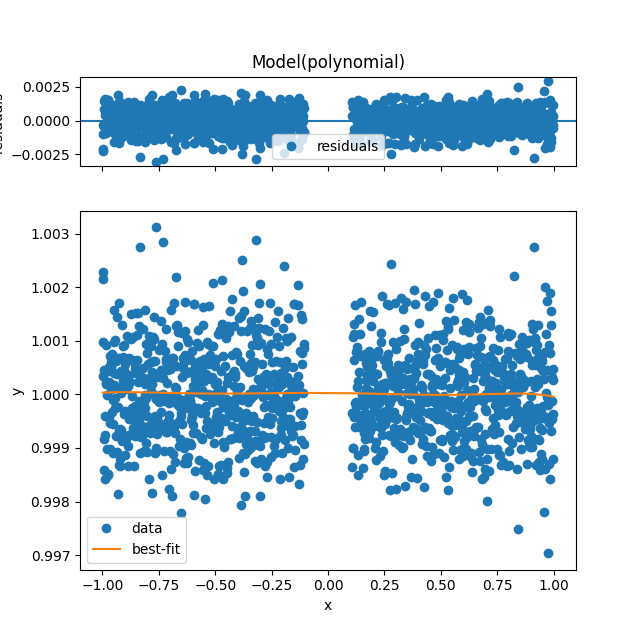 Model(polynomial)
0.0025
0.0000
−0.0025
residuals
residuals
1.003
1.002
1.001
1.000
0.999
0.998
0.997
y
data
best-fit
−1.00 −0.75 −0.50 −0.25 0.00 0.25 0.50 0.75 1.00
x